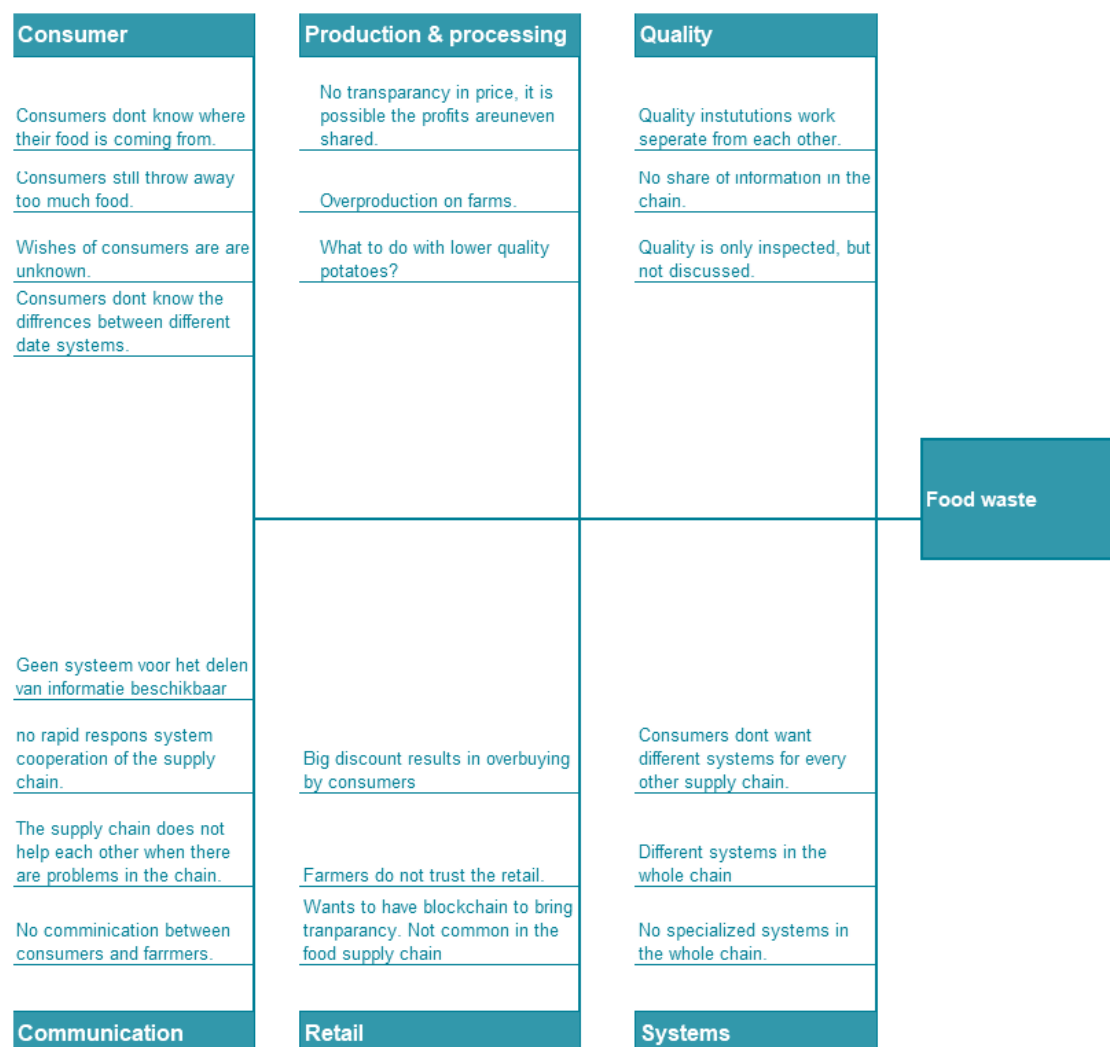 Consumer
Consumers dont know where
their food is coming from.
Consumers still throw away
too much food.
Wishes of consumers are are
unknown.
Consumers dont know the
diffrences between different
date systems.
Production & processing
No transparancy in price, it is
possible the profits areuneven
shared.
Overproduction on farms.
What to do with lower quality
potatoes?
Quality
Quality instututions work
seperate from each other.
No share of information in the
chain.
Quality is only inspected, but
not discussed.
Food waste
Geen systeem voor het delen
van informatie beschikbaar
no rapid respons system
cooperation of the supply
chain.
The supply chain does not
help each other when there
are problems in the chain.
No comminication between
consumers and farrmers.
Communication
Big discount results in overbuying
by consumers
Farmers do not trust the retail.
Wants to have blockchain to bring
tranparancy. Not common in the
food supply chain
Retail
Consumers dont want
different systems for every
other supply chain.
Different systems in the
whole chain
No specialized systems in
the whole chain.
Systems